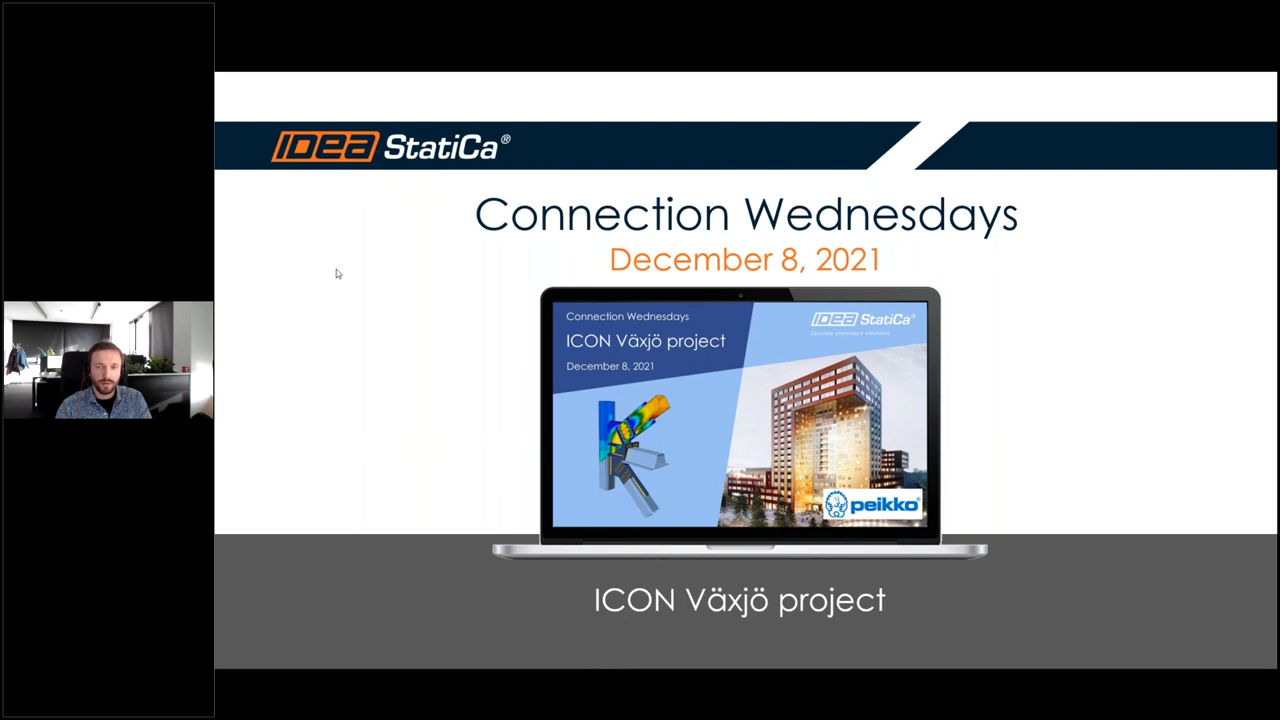 IDEA StatiCa®
Connection Wednesdays
December 8, 2021
Connection Wednesdays
IDEA StatiCa®
ICON Växjö project
December 8, 2021
peikko®
ICON Växjö project